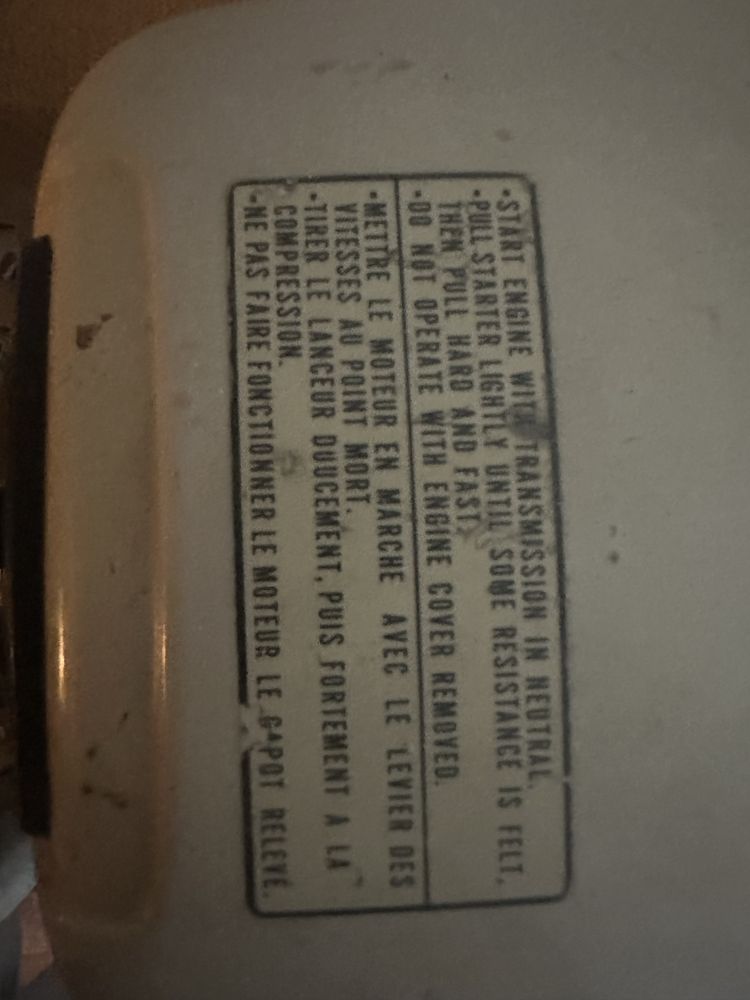 •START ENGINE WITH TRANSMISSION IN NEUTRAL.
•PULL STARTER LIGHTLY UNTIL SOME RESISTANCE IS FELT,
THEN PULL HARD AND FAST.
•DO NOT OPERATE WITH ENGINE COVER REMOVED.
•METTRE LE MOTEUR EN MARCHE AVEC LE LEVIER DES
VITESSES AU POINT MORT.
•TIRER LE LANCEUR DOUCEMENT, PUIS FORTEMENT A LA
COMPRESSION.
•NE PAS FAIRE FONCTIONNER LE MOTEUR LE CAPOT RELEVÉ.